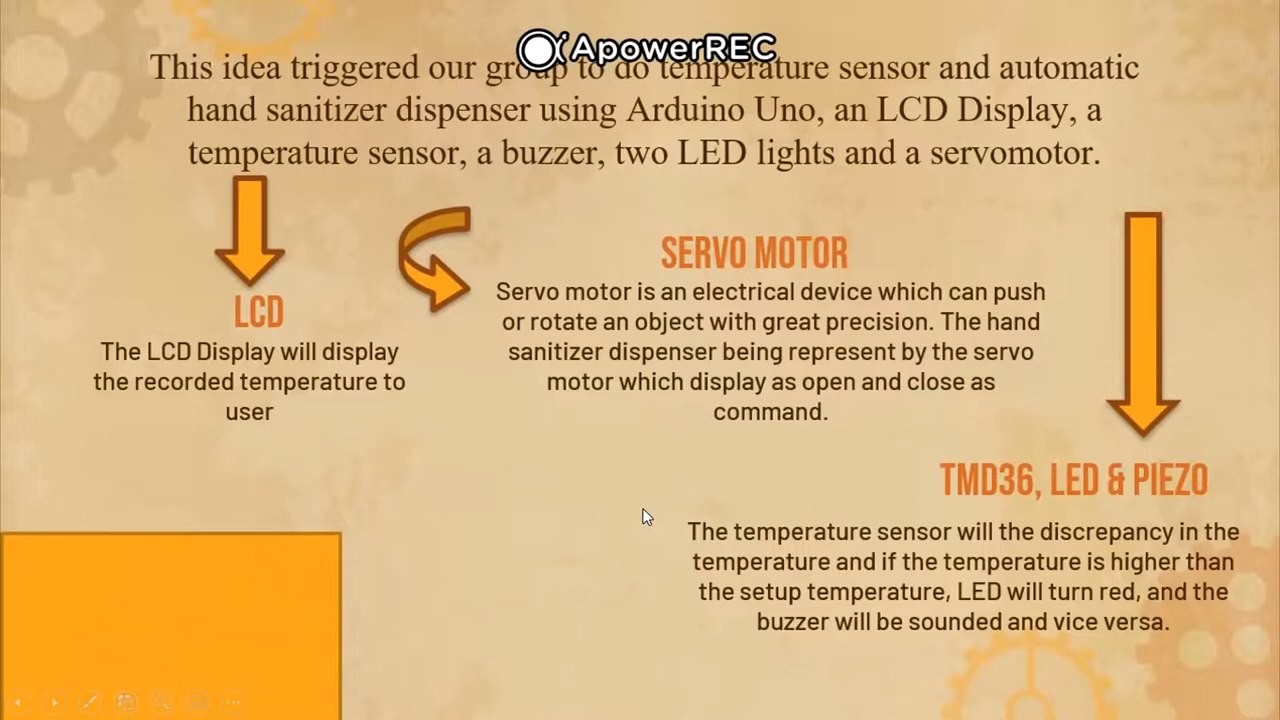 ApowerREC
This idea triggered our group to do temperature sensor and automatic
hand sanitizer dispenser using Arduino Uno, an LCD Display, a
temperature sensor, a buzzer, two LED lights and a servomotor.
LCD
The LCD Display will display
the recorded temperature to
user
SERVO MOTOR
Servo motor is an electrical device which can push
or rotate an object with great precision. The hand
sanitizer dispenser being represent by the servo
motor which display as open and close as
command.
TMD36, LED & PIEZO
The temperature sensor will the discrepancy in the
temperature and if the temperature is higher than
the setup temperature, LED will turn red, and the
buzzer will be sounded and vice versa.